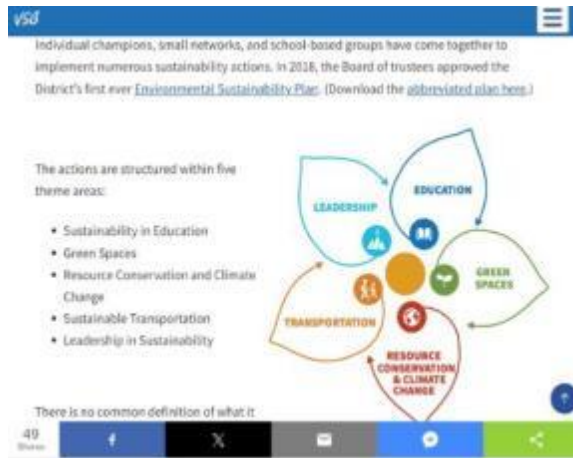 VSB
Individual champions, small networks, and school-based groups have come together to
implement numerous sustainability actions. In 2018, the Board of trustees approved the
District's first ever Environmental Sustainability Plan. (Download the abbreviated plan here.)
The actions are structured within five
theme areas:
• Sustainability in Education
• Green Spaces
• Resource Conservation and Climate
Change
• Sustainable Transportation
• Leadership in Sustainability
There is no common definition of what it
LEADERSHIP
EDUCATION
GREEN
SPACES
TRANSPORTATION
RESOURCE
CONSERVATION
& CLIMATE
CHANGE
49
Shares